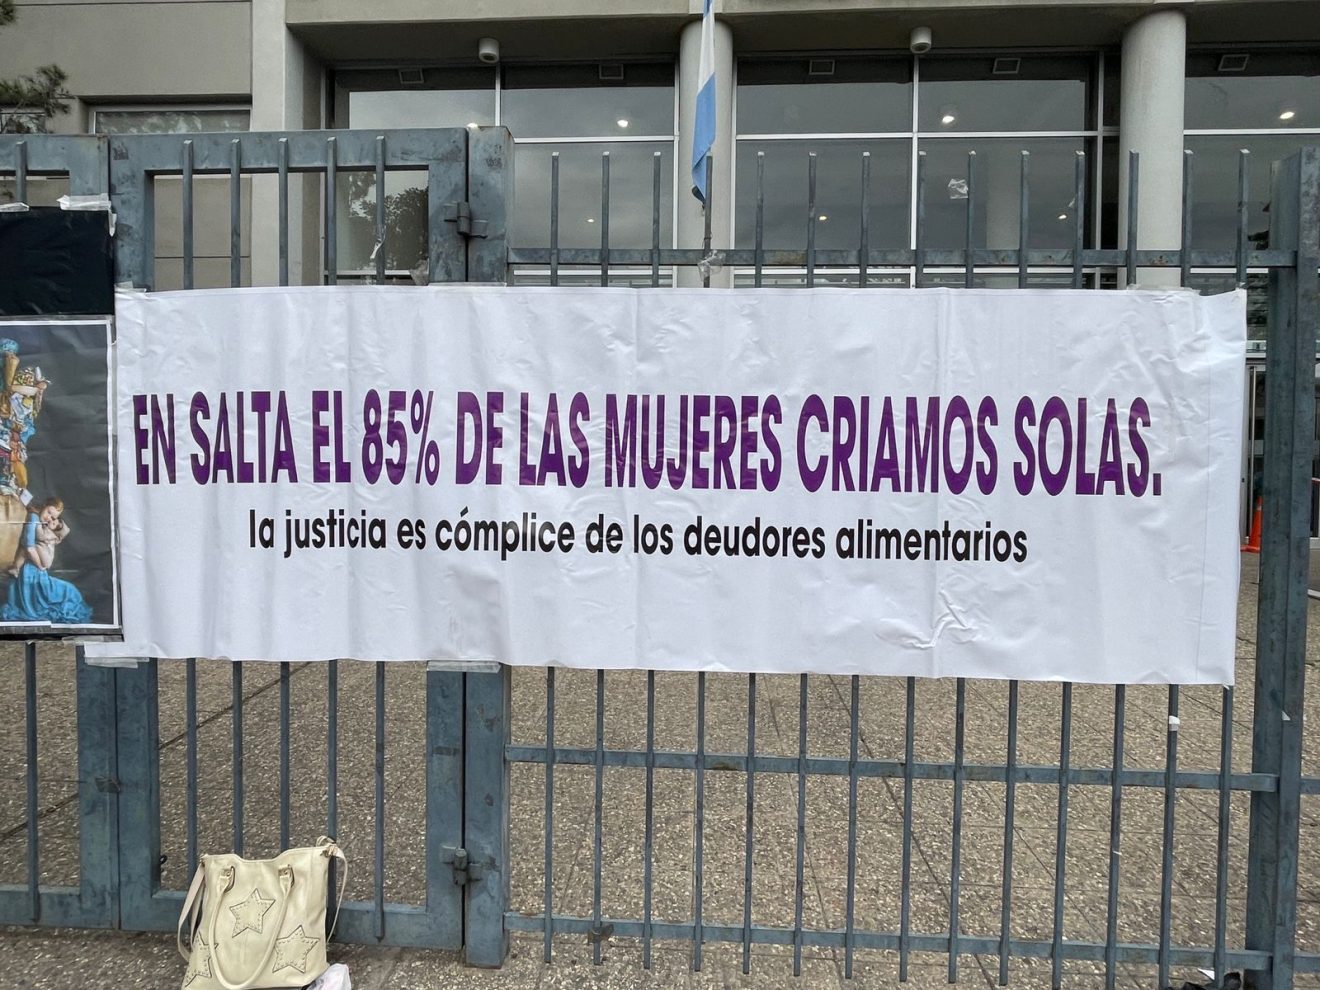 EN SALTA EL 85% DE LAS MUJERES CRIAMOS SOLAS.
la justicia es cómplice de los deudores alimentarios